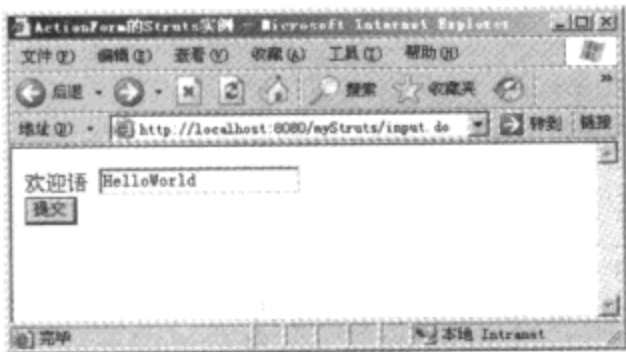 ActionForm的Struts实例 - Microsoft Internet Explorer
文件(F) 编辑(E) 查看(V) 收藏(A) 工具(T) 帮助(H)
后退 搜索 收藏夹
地址(D) http://localhost:8080/myStruts/input.do 转到 链接
欢迎语 HelloWorld
提交
完毕 本地 Intranet